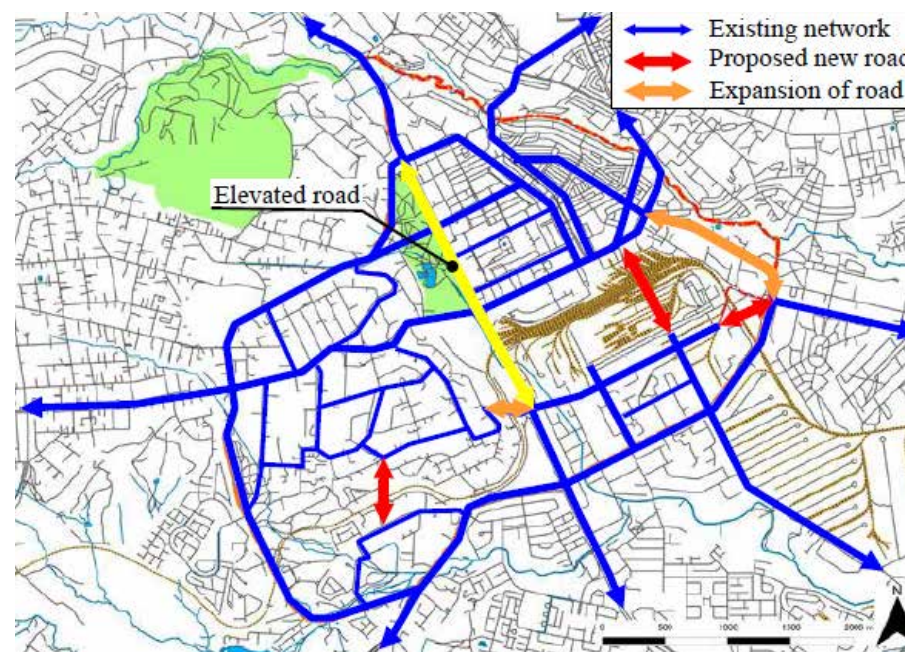 Existing network
Proposed new road
Expansion of road
Elevated road
N
0 500 1000 1500 2000 m